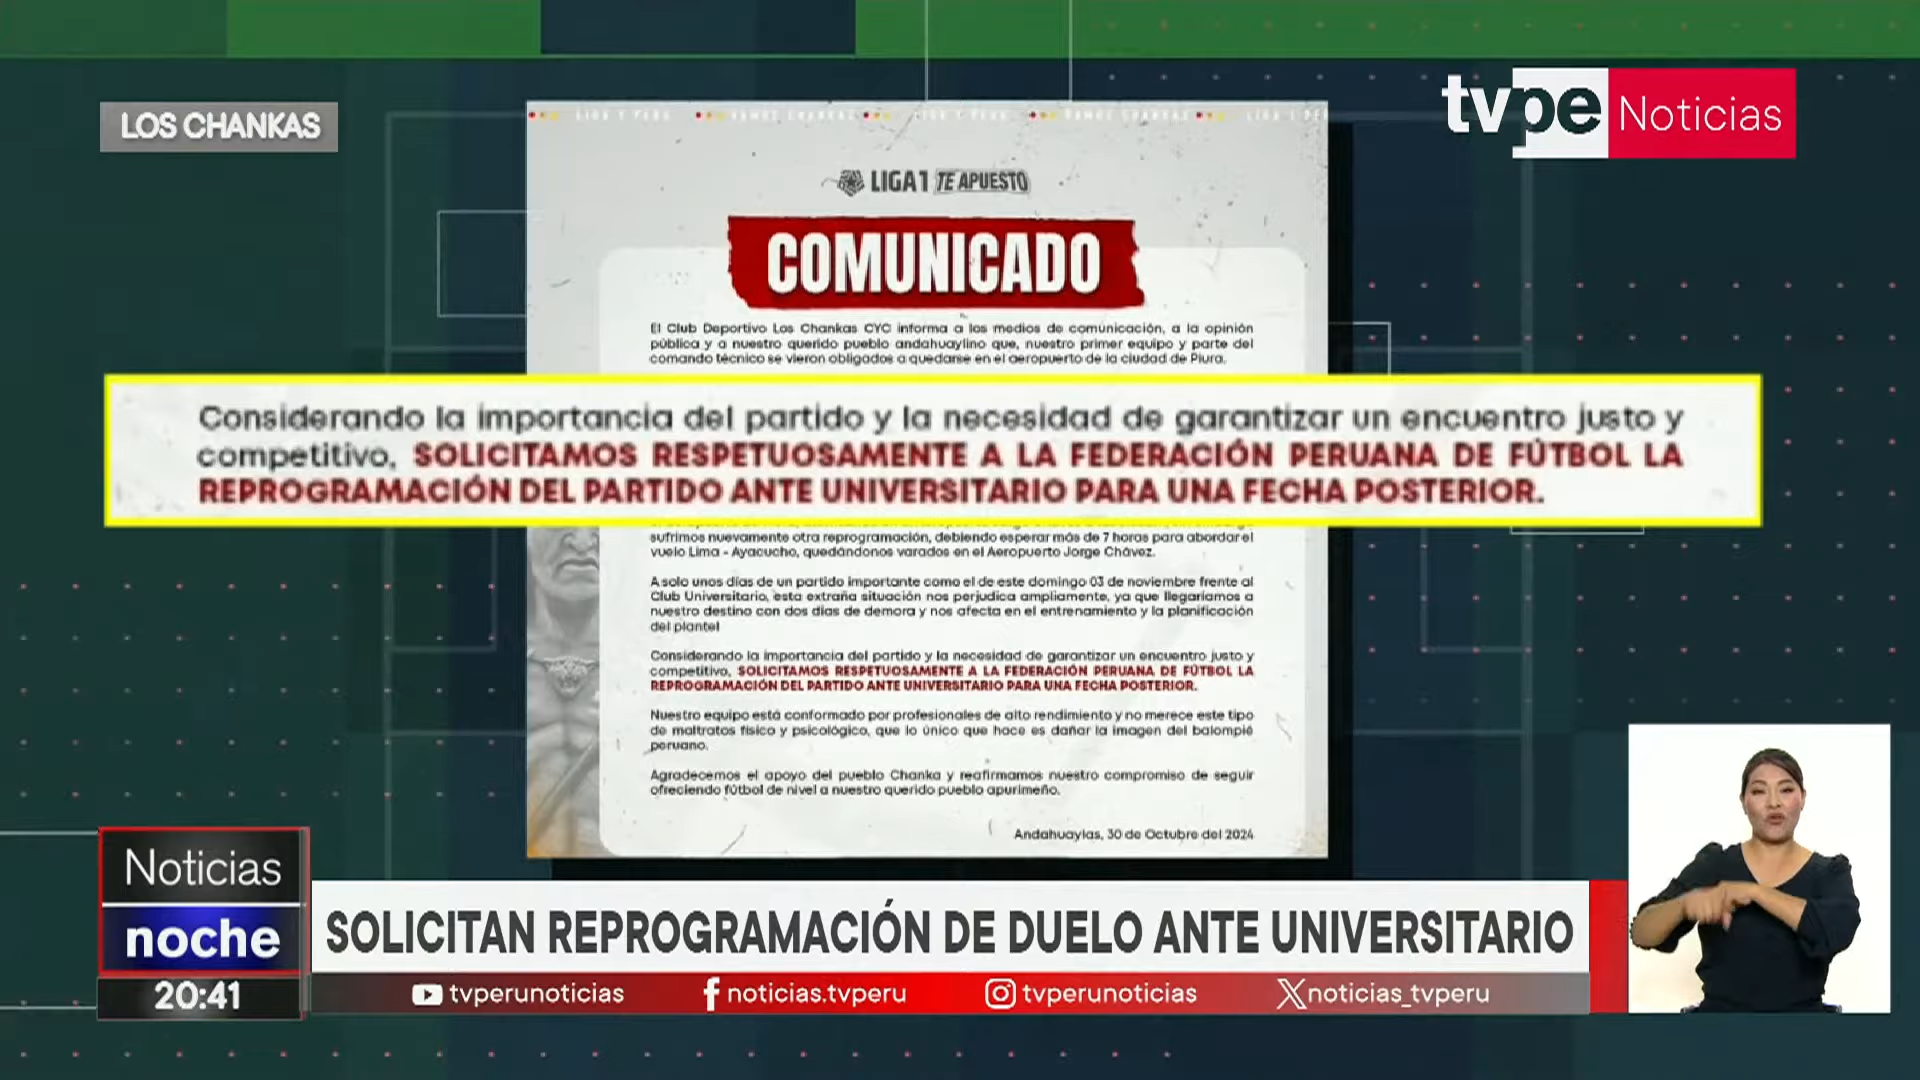 LOS CHANKAS
tvpe Noticias
LIGA1 TE APUESTO
COMUNICADO
El Club Deportivo Los Chankas CYC informa a los medios de comunicación, a la opinión
pública y a nuestro querido pueblo andahuaylino que, nuestro primer equipo y parte del
comando técnico se vieron obligados a quedarse en el aeropuerto de la ciudad de Piura.
Considerando la importancia del partido y la necesidad de garantizar un encuentro justo y
competitivo, SOLICITAMOS RESPETUOSAMENTE A LA FEDERACIÓN PERUANA DE FÚTBOL LA
REPROGRAMACIÓN DEL PARTIDO ANTE UNIVERSITARIO PARA UNA FECHA POSTERIOR.
sufrimos nuevamente otra reprogramación, debiendo esperar más de 7 horas para abordar el
vuelo Lima - Ayacucho, quedándonos varados en el Aeropuerto Jorge Chávez.
A solo unos días de un partido importante como el de este domingo 03 de noviembre frente al
Club Universitario, esta extraña situación nos perjudica ampliamente, ya que llegaríamos a
nuestro destino con dos días de demora y nos afecta en el entrenamiento y la planificación
del plantel
Considerando la importancia del partido y la necesidad de garantizar un encuentro justo y
competitivo, SOLICITAMOS RESPETUOSAMENTE A LA FEDERACIÓN PERUANA DE FÚTBOL LA
REPROGRAMACIÓN DEL PARTIDO ANTE UNIVERSITARIO PARA UNA FECHA POSTERIOR.
Nuestro equipo está conformado por profesionales de alto rendimiento y no merece este tipo
de maltratos físico y psicológico, que lo único que hace es dañar la imagen del balompié
peruano.
Agradecemos el apoyo del pueblo Chanka y reafirmamos nuestro compromiso de seguir
ofreciendo fútbol de nivel a nuestro querido pueblo apurimeño.
Andahuaylas, 30 de Octubre del 2024
Noticias
noche
20:41
SOLICITAN REPROGRAMACIÓN DE DUELO ANTE UNIVERSITARIO
tvperunoticias noticias.tvperu tvperunoticias noticias_tvperu